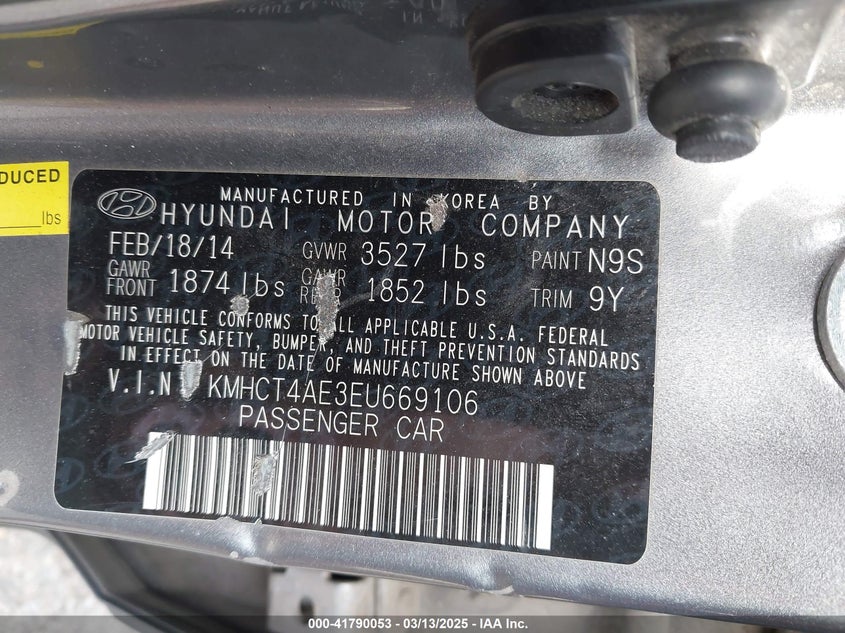 DUCED
lbs
MANUFACTURED IN KOREA BY
HYUNDAI MOTOR COMPANY
FEB/18/14 GVWR 3527 lbs PAINT N9S
GAWR FRONT 1874 lbs GAWR REAR 1852 lbs TRIM 9Y
THIS VEHICLE CONFORMS TO ALL APPLICABLE U.S.A. FEDERAL
MOTOR VEHICLE SAFETY, BUMPER, AND THEFT PREVENTION STANDARDS
IN EFFECT ON THE DATE OF MANUFACTURE SHOWN ABOVE
V.I.N KMHCT4AE3EU669106
PASSENGER CAR
000-41790053 - 03/13/2025 - © IAA, Inc.